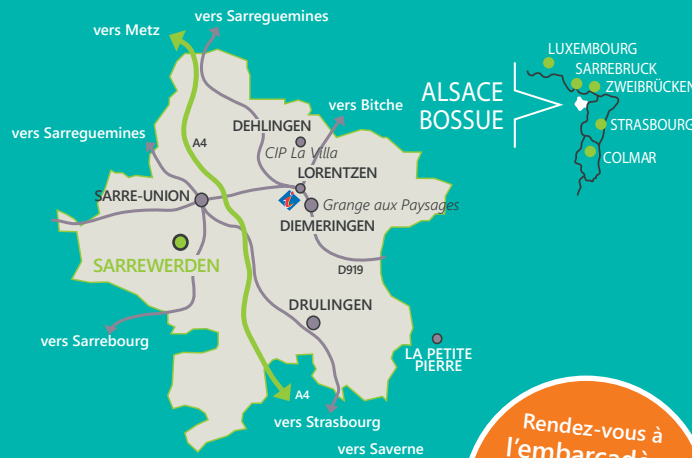 vers Sarreguemines
vers Metz
LUXEMBOURG
SARREBRUCK
ZWEIBRÜCKEN
ALSACE
BOSSUE
STRASBOURG
COLMAR
vers Bitche
DEHLINGEN
vers Sarreguemines
A4
CIP La Villa
LORENTZEN
SARRE-UNION
Grange aux Paysages
DIEMERINGEN
SARREWERDEN
D919
DRULINGEN
vers Sarrebourg
LA PETITE
PIERRE
A4
vers Strasbourg
vers Saverne
Rendez-vous à